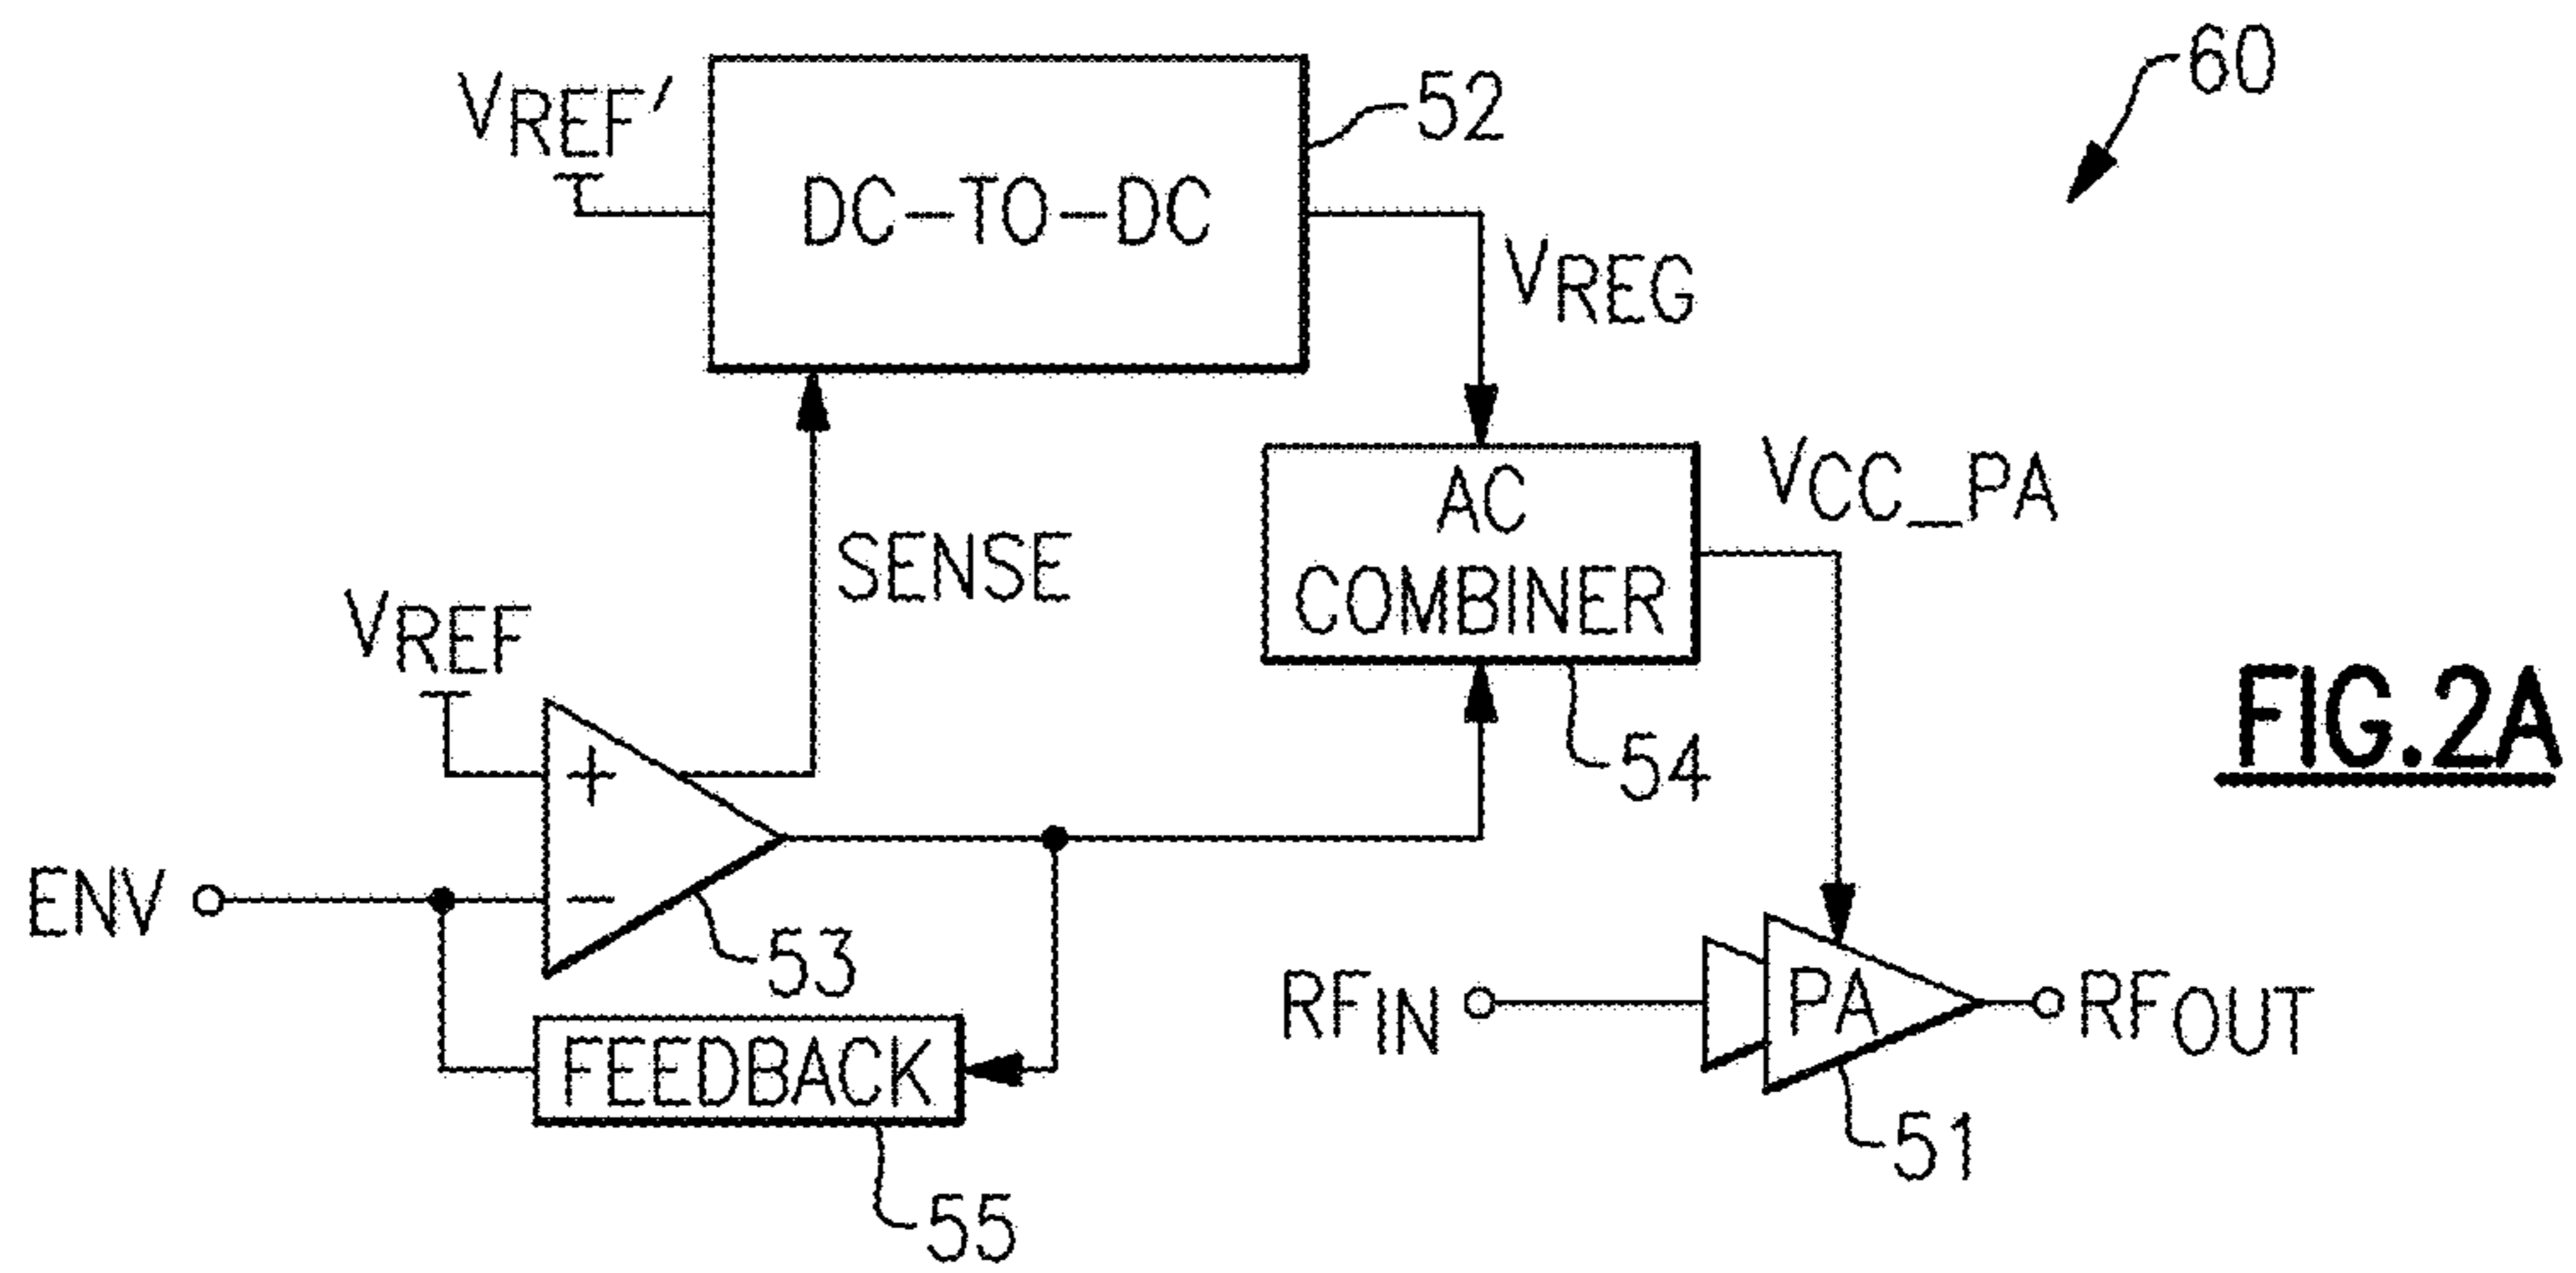 60
VREF'
52
DC-TO-DC
VREG
AC
COMBINER
VCC_PA
SENSE
VREF
54
FIG.2A
+
ENV
−
53
RFIN
PA
RFOUT
FEEDBACK
51
55